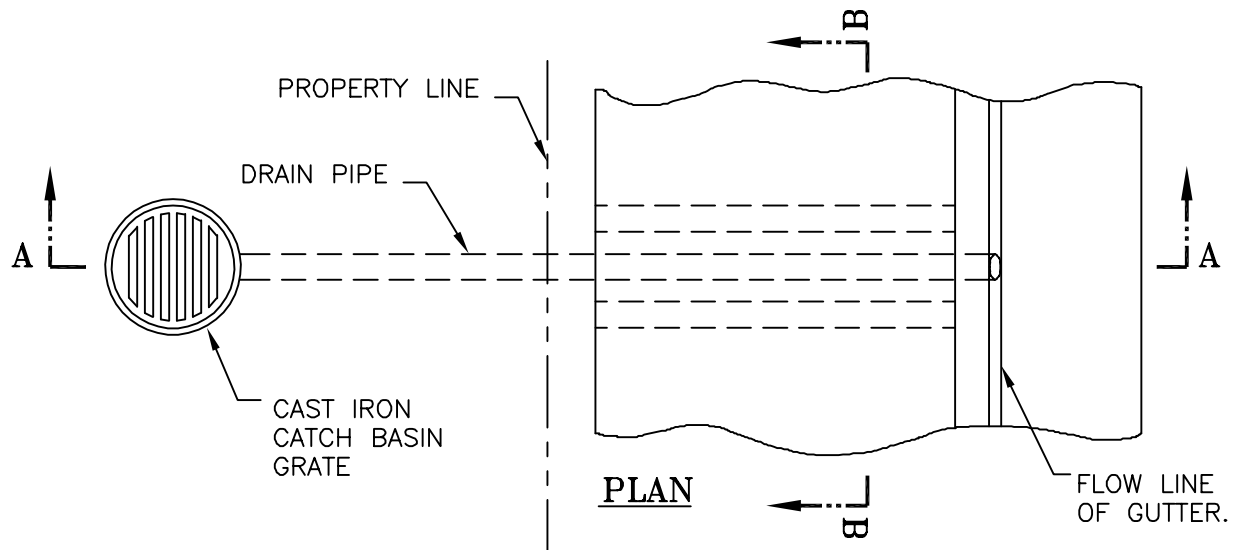 B
PROPERTY LINE
DRAIN PIPE
A
A
CAST IRON
CATCH BASIN
GRATE
PLAN
FLOW LINE
OF GUTTER.
B